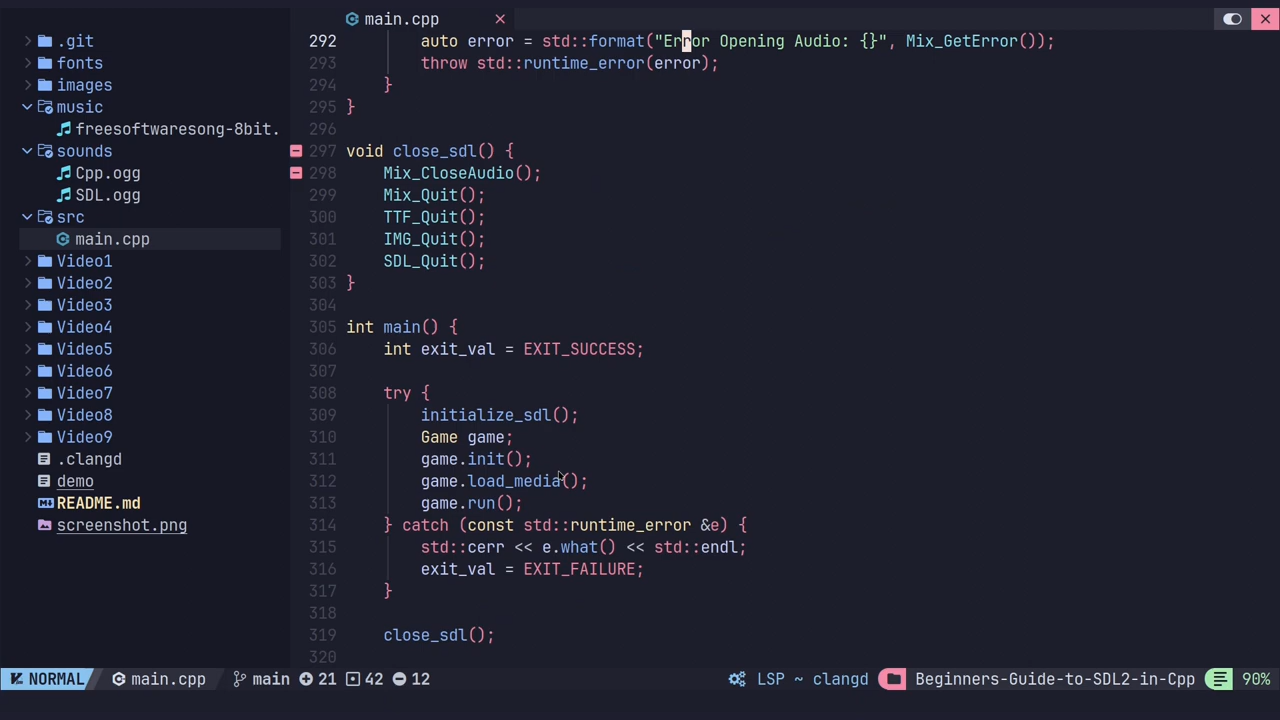 main.cpp
.git
fonts
images
music
freesoftwaresong-8bit.
sounds
Cpp.ogg
SDL.ogg
src
main.cpp
Video1
Video2
Video3
Video4
Video5
Video6
Video7
Video8
Video9
.clangd
demo
README.md
screenshot.png
292 auto error = std::format("Error Opening Audio: {}", Mix_GetError());
293 throw std::runtime_error(error);
294 }
295 }
296
297 void close_sdl() {
298 Mix_CloseAudio();
299 Mix_Quit();
300 TTF_Quit();
301 IMG_Quit();
302 SDL_Quit();
303 }
304
305 int main() {
306 int exit_val = EXIT_SUCCESS;
307
308 try {
309 initialize_sdl();
310 Game game;
311 game.init();
312 game.load_media();
313 game.run();
314 } catch (const std::runtime_error &e) {
315 std::cerr << e.what() << std::endl;
316 exit_val = EXIT_FAILURE;
317 }
318
319 close_sdl();
320
NORMAL main.cpp main 21 42 12 LSP ~ clangd Beginners-Guide-to-SDL2-in-Cpp 90%